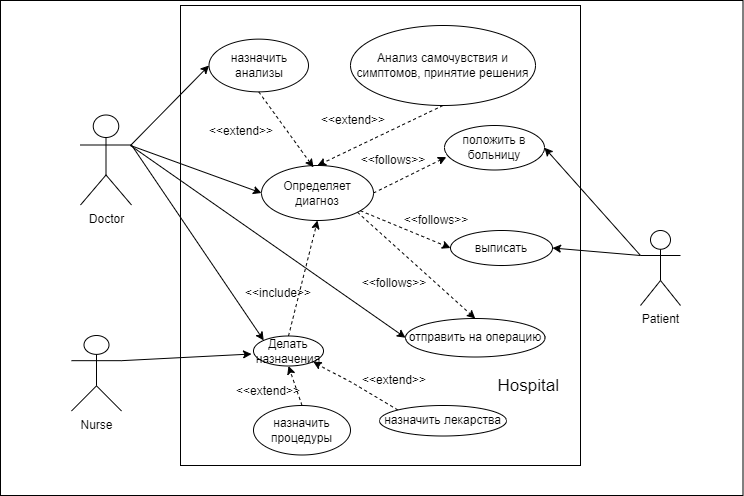 назначить
анализы
Анализ самочувствия и
симптомов, принятие решения
<<extend>>
<<extend>>
положить в
больницу
<<follows>>
Определяет
диагноз
Doctor
<<follows>>
выписать
<<follows>>
<<include>>
Patient
отправить на операцию
Делать
назначения
Hospital
<<extend>>
<<extend>>
Nurse
назначить
процедуры
назначить лекарства